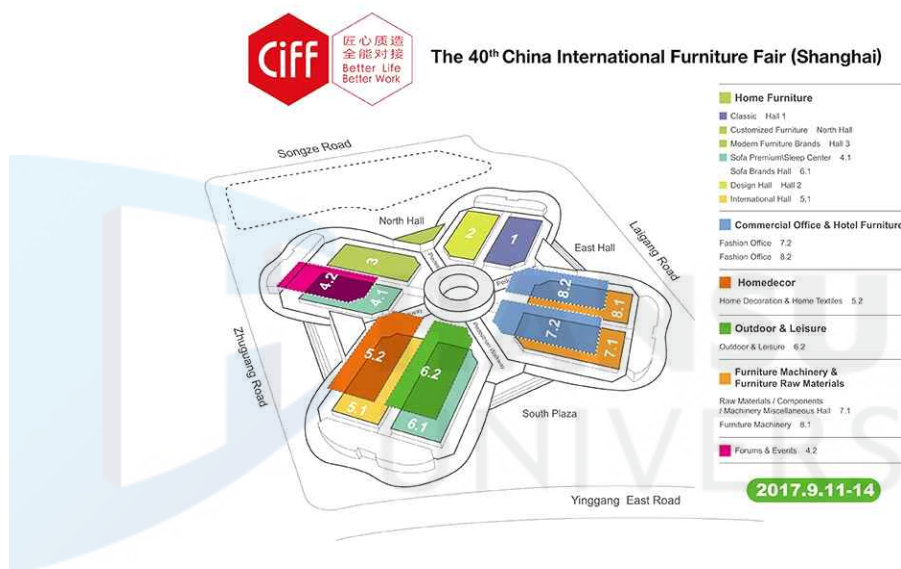 CiFF
匠心质造
全能对接
Better Life
Better Work
The 40th China International Furniture Fair (Shanghai)
Home Furniture
Classic Hall 1
Customized Furniture North Hall
Modern Furniture Brands Hall 3
Sofa Premium\Sleep Center 4.1
Sofa Brands Hall 6.1
Design Hall Hall 2
International Hall 5.1
Commercial Office & Hotel Furniture
Fashion Office 7.2
Fashion Office 8.2
Homedecor
Home Decoration & Home Textiles 5.2
Outdoor & Leisure
Outdoor & Leisure 6.2
Furniture Machinery &
Furniture Raw Materials
Raw Materials / Components
/ Machinery Miscellaneous Hall 7.1
Furniture Machinery 8.1
Forums & Events 4.2
2017.9.11-14
Songze Road
Laigang Road
North Hall
East Hall
Zhuguang Road
South Plaza
Yinggang East Road
2
1
3
4.2
4.1
8.2
8.1
7.2
7.1
5.2
6.2
5.1
6.1
UNIVERS